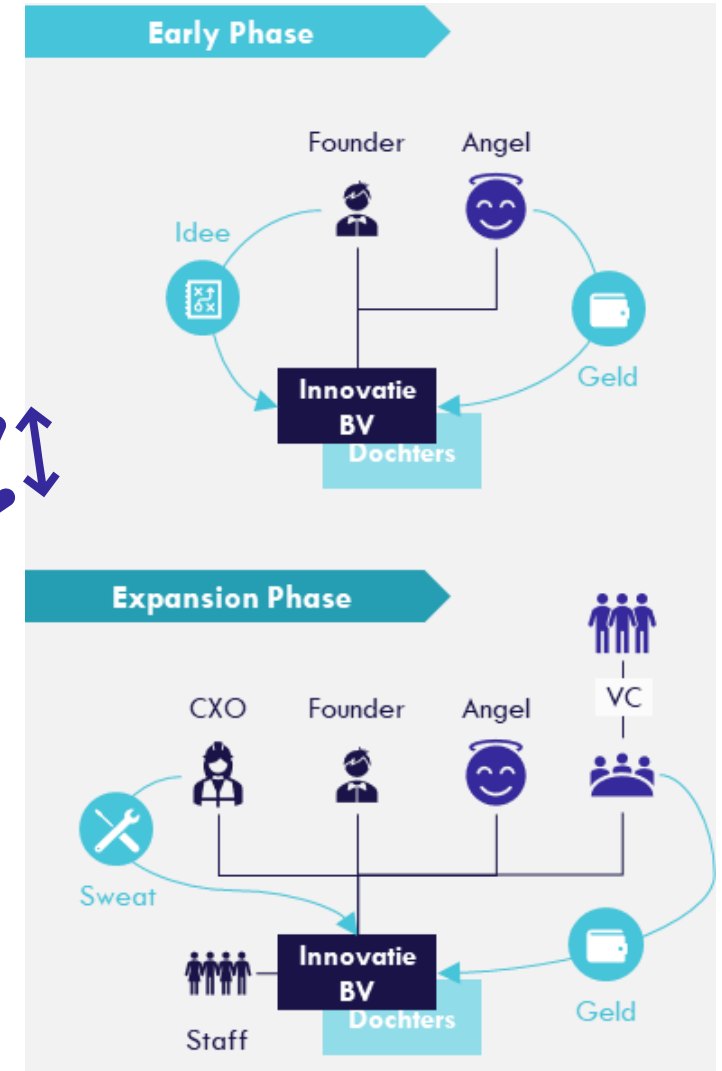 Early Phase
Founder
Angel
Idee
Geld
Innovatie
BV
Dochters
Expansion Phase
VC
CXO
Founder
Angel
Sweat
Innovatie
BV
Dochters
Geld
Staff